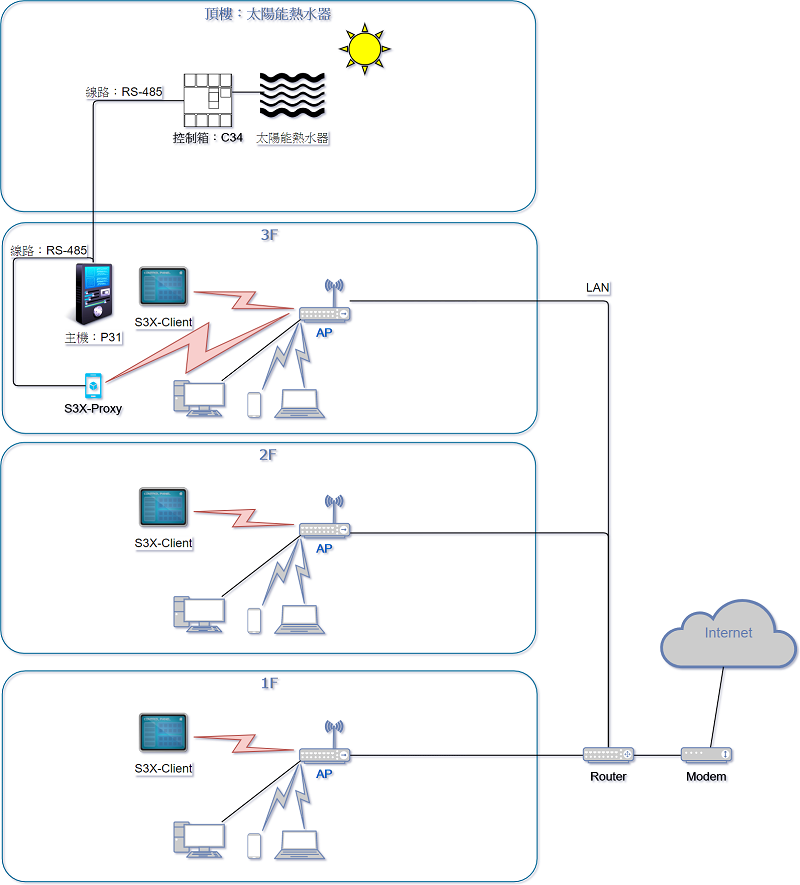 頂樓：太陽能熱水器
線路：RS-485
控制箱：C34
太陽能熱水器
3F
線路：RS-485
主機：P31
S3X-Client
AP
S3X-Proxy
LAN
2F
S3X-Client
AP
Internet
1F
S3X-Client
AP
Router
Modem